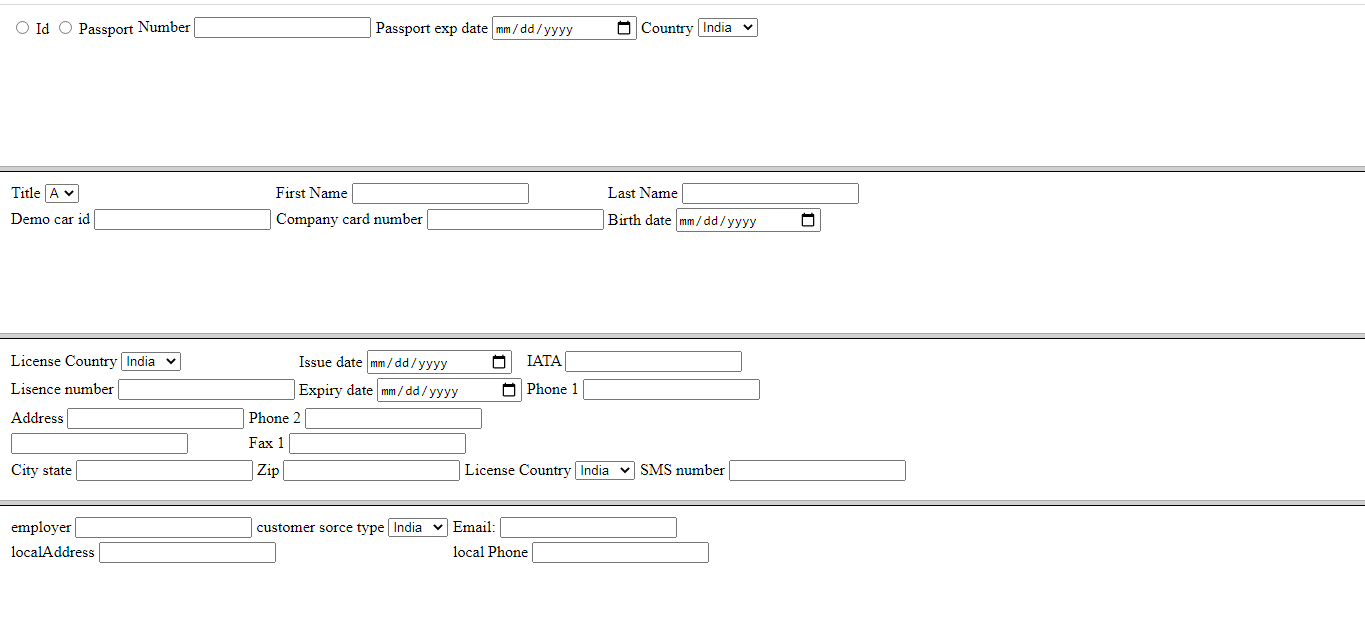 Id Passport Number Passport exp date mm/dd/yyyy Country India
Title A First Name Last Name
Demo car id Company card number Birth date mm/dd/yyyy
License Country India Issue date mm/dd/yyyy IATA
Lisence number Expiry date mm/dd/yyyy Phone 1
Address Phone 2
Fax 1
City state Zip License Country India SMS number
employer customer sorce type India Email:
localAddress local Phone